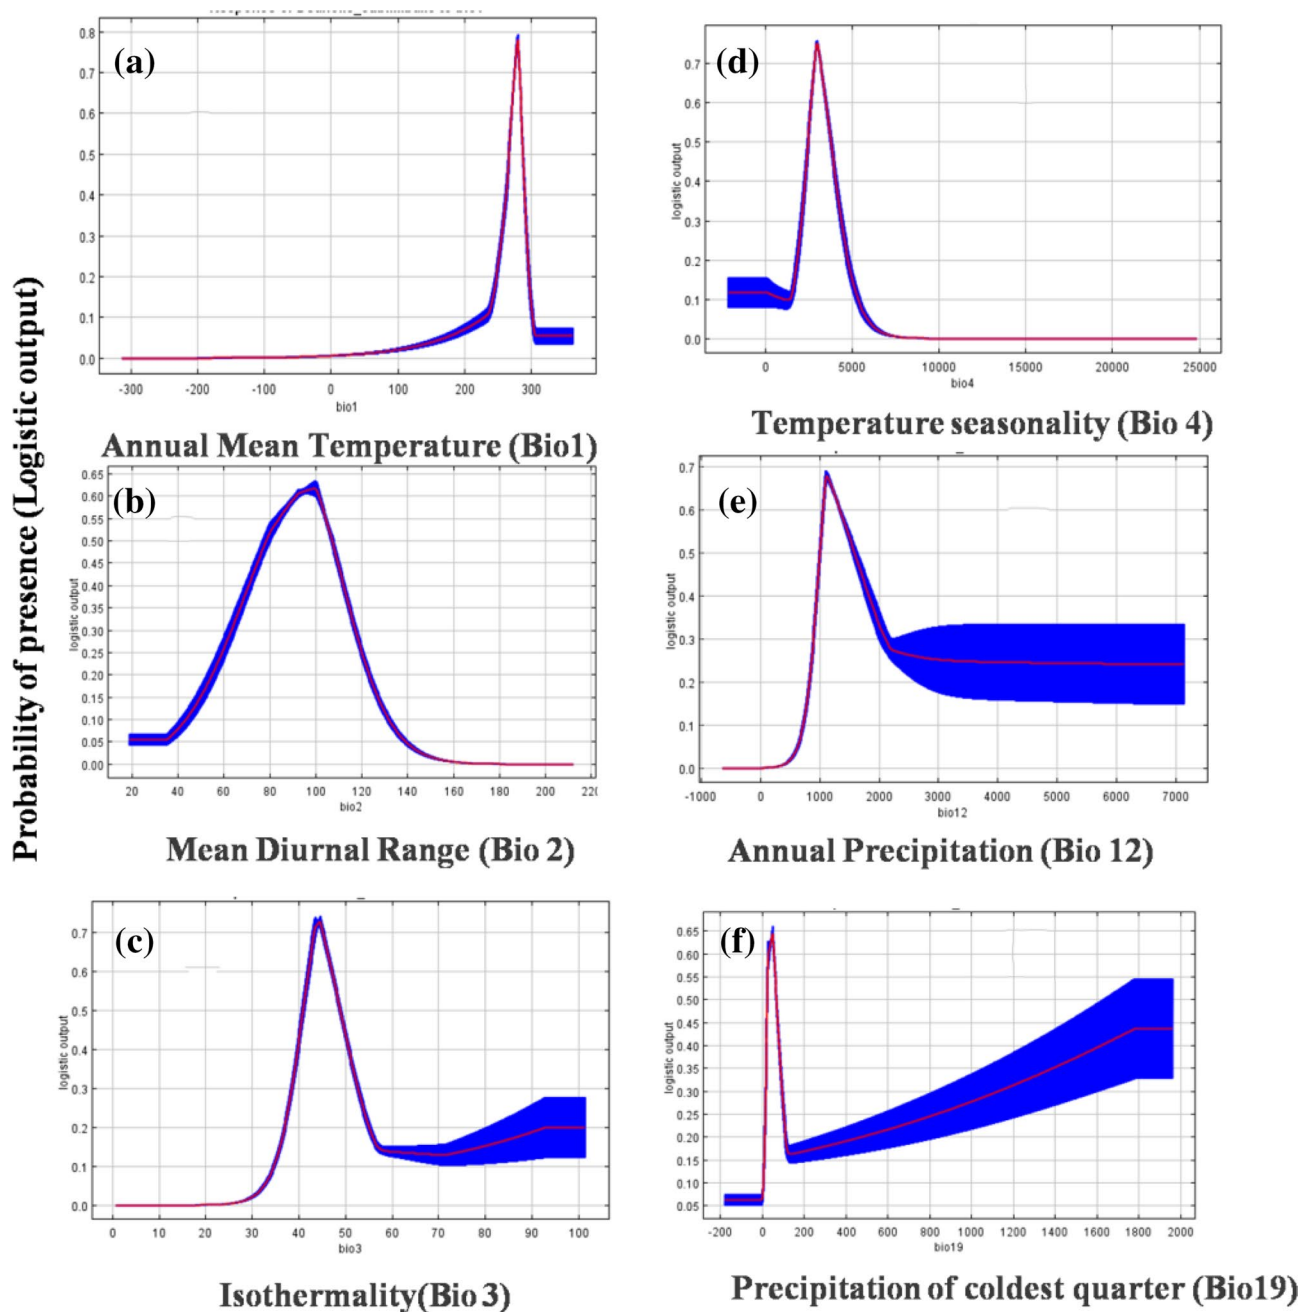 Probability of presence (Logistic output)
(a)
0.8
0.7
0.6
0.5
0.4
0.3
0.2
0.1
0.0
-300 -200 -100 0 100 200 300
bio1
Annual Mean Temperature (Bio1)
(b)
logistic output
0.65
0.60
0.55
0.50
0.45
0.40
0.35
0.30
0.25
0.20
0.15
0.10
0.05
0.00
20 40 60 80 100 120 140 160 180 200
bio2
Mean Diurnal Range (Bio 2)
(c)
logistic output
0.7
0.6
0.5
0.4
0.3
0.2
0.1
0.0
0 10 20 30 40 50 60 70 80 90 100
bio3
Isothermality(Bio 3)
(d)
logistic output
0.7
0.6
0.5
0.4
0.3
0.2
0.1
0.0
0 5000 10000 15000 20000 25000
bio4
Temperature seasonality (Bio 4)
(e)
logistic output
0.7
0.6
0.5
0.4
0.3
0.2
0.1
0.0
-1000 0 1000 2000 3000 4000 5000 6000 7000
bio12
Annual Precipitation (Bio 12)
(f)
logistic output
0.65
0.60
0.55
0.50
0.45
0.40
0.35
0.30
0.25
0.20
0.15
0.10
0.05
-200 0 200 400 600 800 1000 1200 1400 1600 1800 2000
bio19
Precipitation of coldest quarter (Bio19)